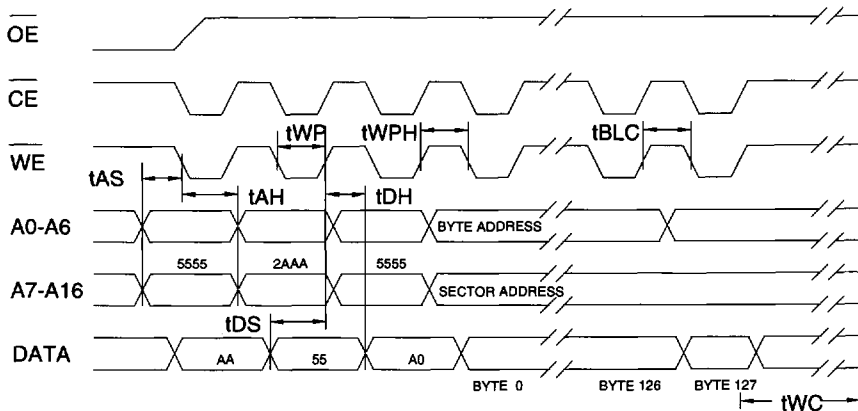 OE
CE
tWP tWPH tBLC
WE
tAS
tAH tDH
A0-A6 BYTE ADDRESS
5555 2AAA 5555
A7-A16 SECTOR ADDRESS
tDS
DATA AA 55 A0
BYTE 0 BYTE 126 BYTE 127
tWC